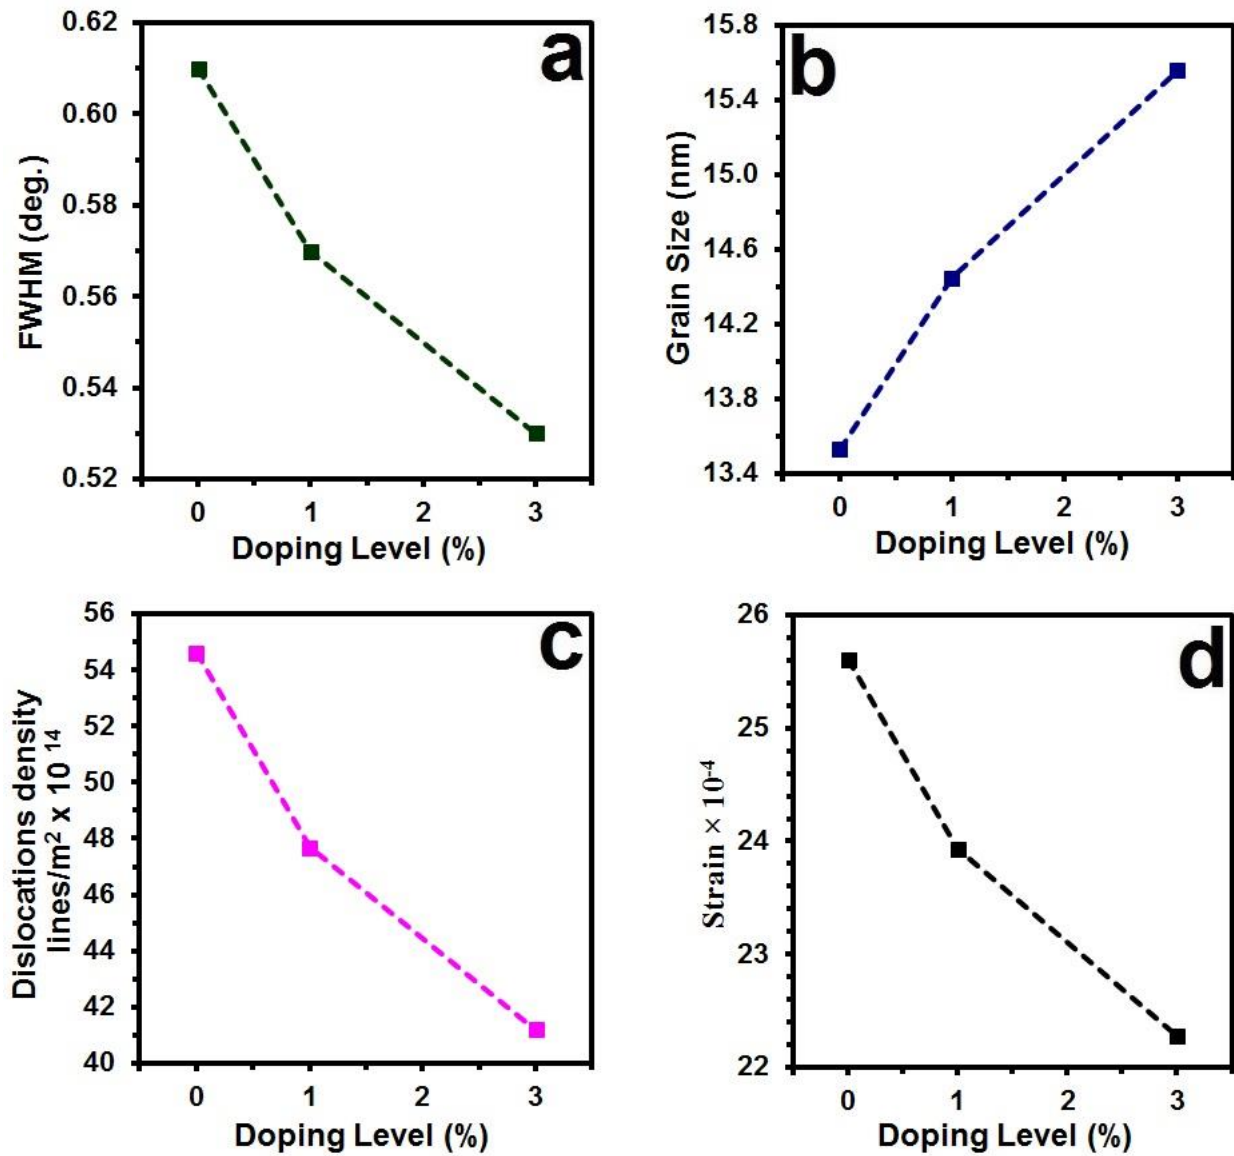 a
FWHM (deg.)
0.62
0.60
0.58
0.56
0.54
0.52
0 1 2 3
Doping Level (%)
b
Grain Size (nm)
15.8
15.4
15.0
14.6
14.2
13.8
13.4
0 1 2 3
Doping Level (%)
c
Dislocations density
lines/m² x 10 ¹⁴
56
54
52
50
48
46
44
42
40
0 1 2 3
Doping Level (%)
d
Strain × 10⁻⁴
26
25
24
23
22
0 1 2 3
Doping Level (%)